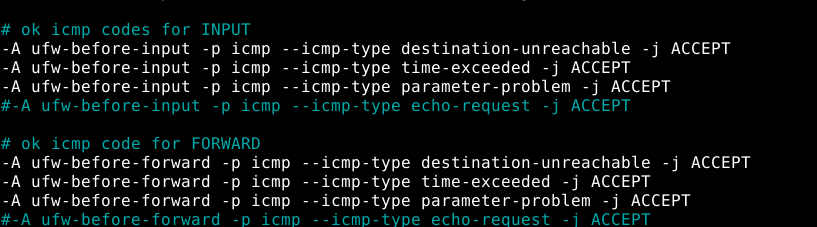 # ok icmp codes for INPUT
-A ufw-before-input -p icmp --icmp-type destination-unreachable -j ACCEPT
-A ufw-before-input -p icmp --icmp-type time-exceeded -j ACCEPT
-A ufw-before-input -p icmp --icmp-type parameter-problem -j ACCEPT
#-A ufw-before-input -p icmp --icmp-type echo-request -j ACCEPT
# ok icmp code for FORWARD
-A ufw-before-forward -p icmp --icmp-type destination-unreachable -j ACCEPT
-A ufw-before-forward -p icmp --icmp-type time-exceeded -j ACCEPT
-A ufw-before-forward -p icmp --icmp-type parameter-problem -j ACCEPT
#-A ufw-before-forward -p icmp --icmp-type echo-request -j ACCEPT